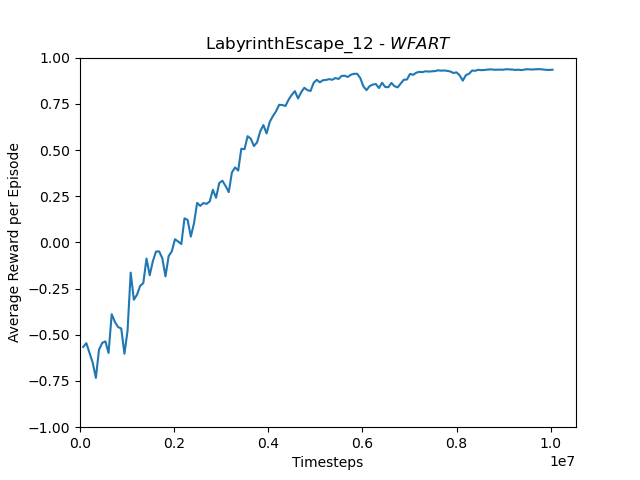 LabyrinthEscape_12 - WFART
Average Reward per Episode
1.00
0.75
0.50
0.25
0.00
−0.25
−0.50
−0.75
−1.00
0.0 0.2 0.4 0.6 0.8 1.0
1e7
Timesteps